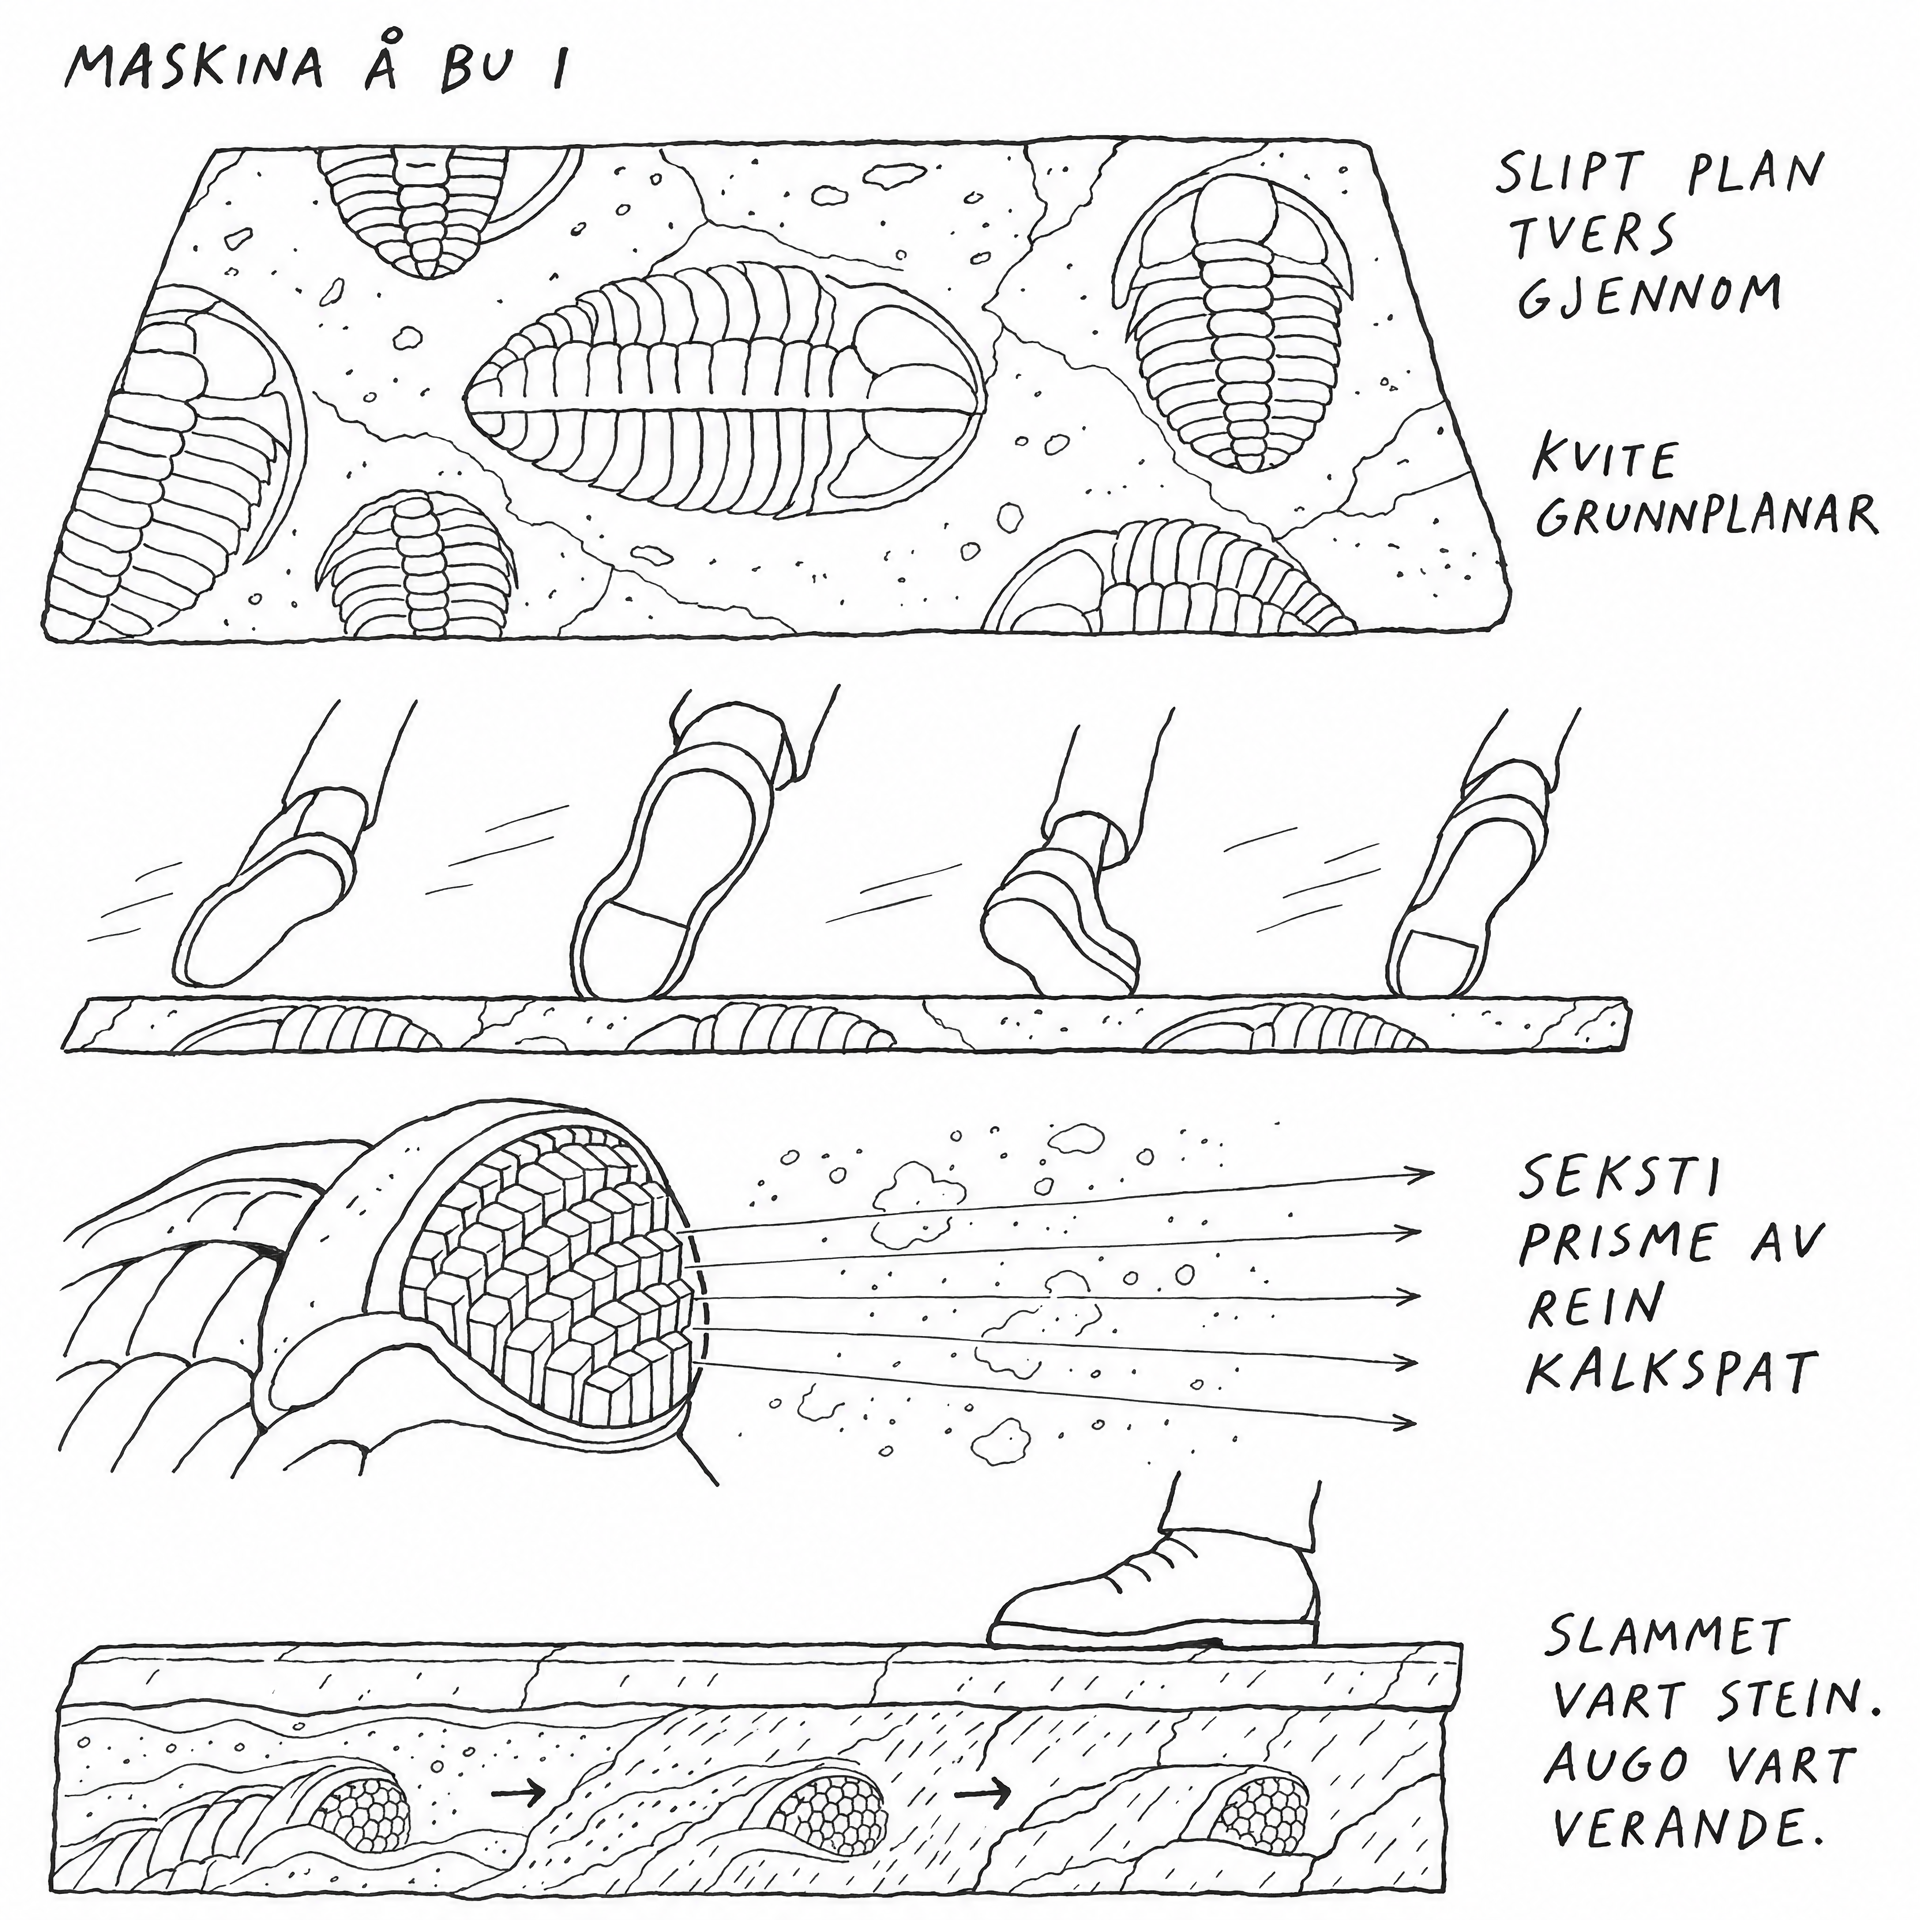 MASKINA Å BU I
SLIPT PLAN
TVERS
GJENNOM
KVITE
GRUNNPLANAR
SEKSTI
PRISME AV
REIN
KALKSPAT
SLAMMET
VART STEIN.
AUGO VART
VERANDE.